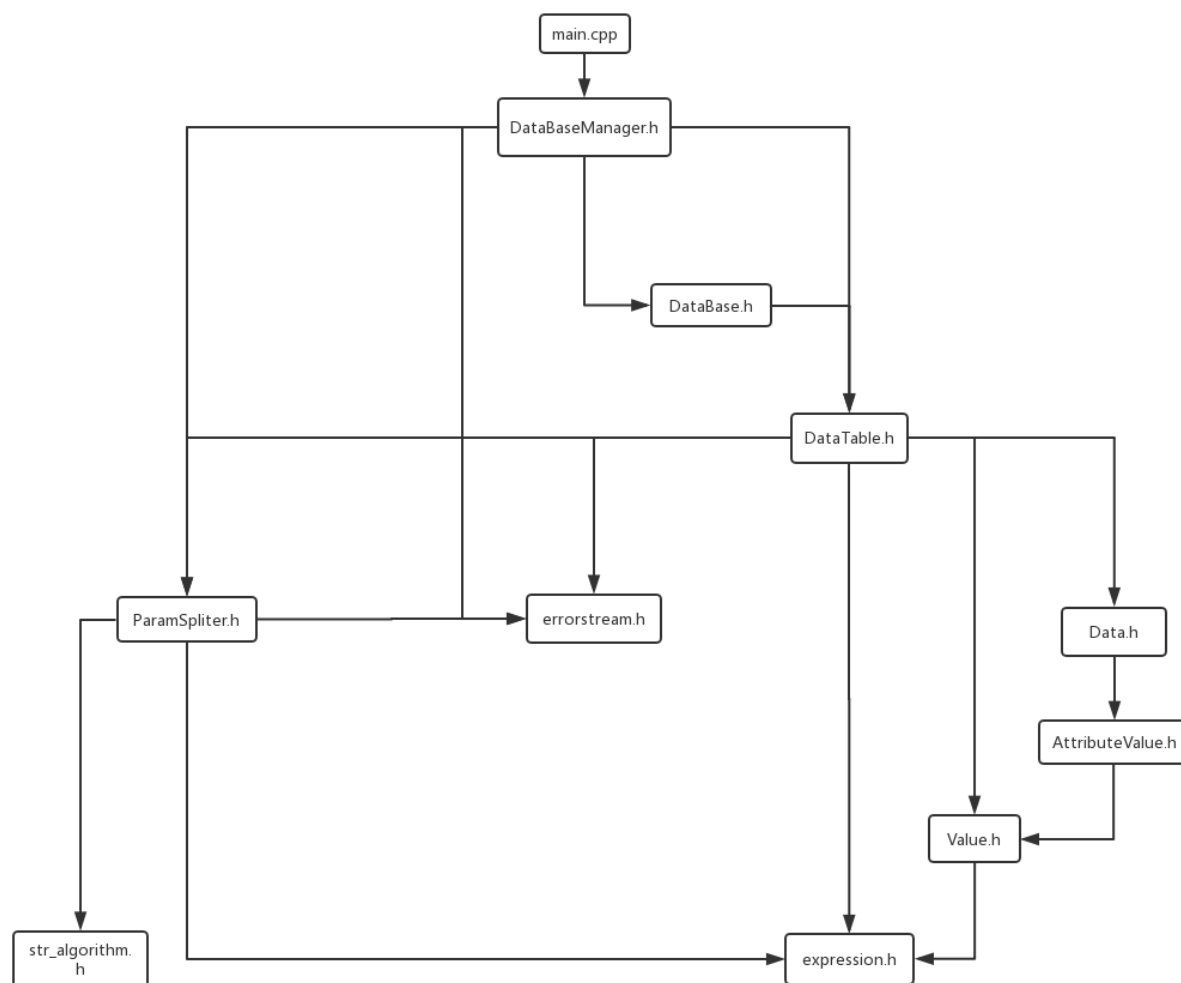 main.cpp
DataBaseManager.h
DataBase.h
DataTable.h
ParamSpliter.h
errorstream.h
Data.h
AttributeValue.h
Value.h
str_algorithm.
h
expression.h